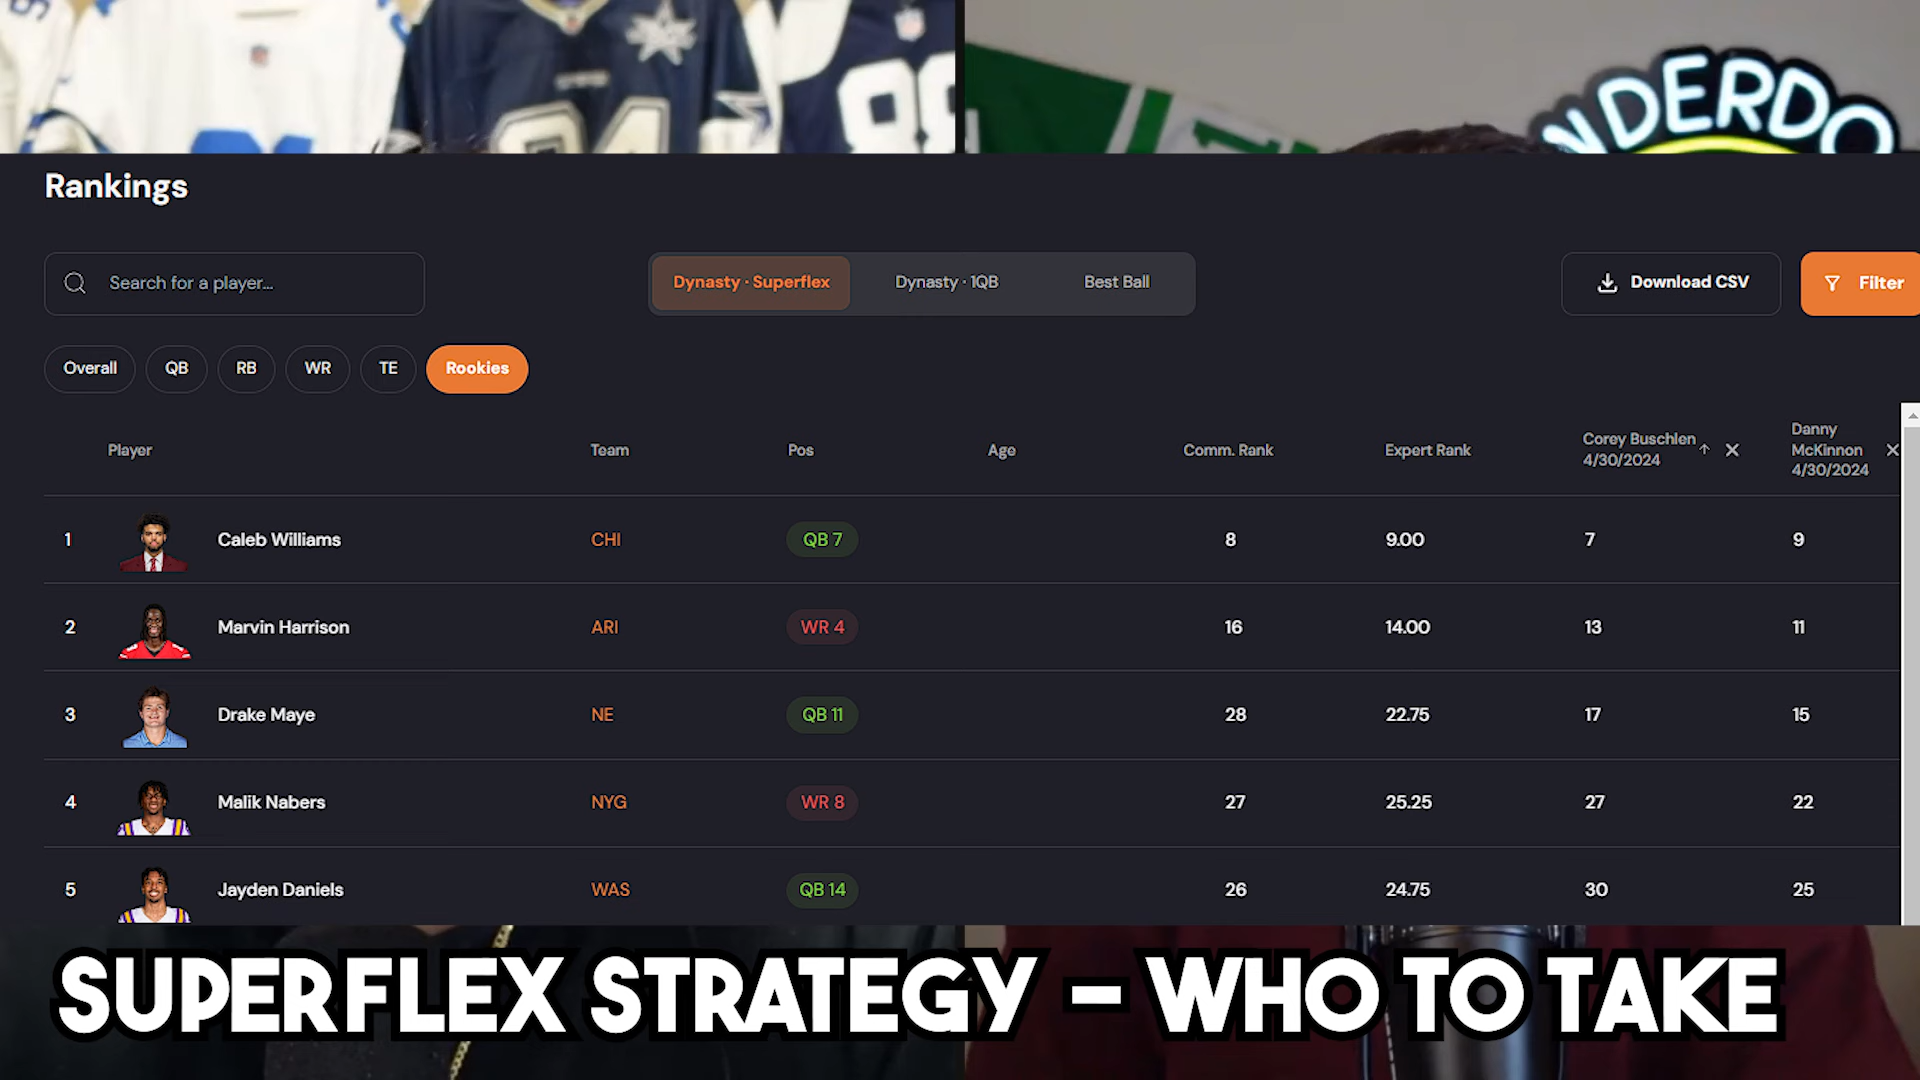 NDERDO
Rankings
Search for a player...
Dynasty · Superflex
Dynasty · 1QB
Best Ball
Download CSV
Filter
Overall
QB
RB
WR
TE
Rookies
Player Team Pos Age Comm. Rank Expert Rank Corey Buschlen 4/30/2024 Danny McKinnon 4/30/2024
1 Caleb Williams CHI QB 7 8 9.00 7 9
2 Marvin Harrison ARI WR 4 16 14.00 13 11
3 Drake Maye NE QB 11 28 22.75 17 15
4 Malik Nabers NYG WR 8 27 25.25 27 22
5 Jayden Daniels WAS QB 14 26 24.75 30 25
SUPERFLEX STRATEGY – WHO TO TAKE